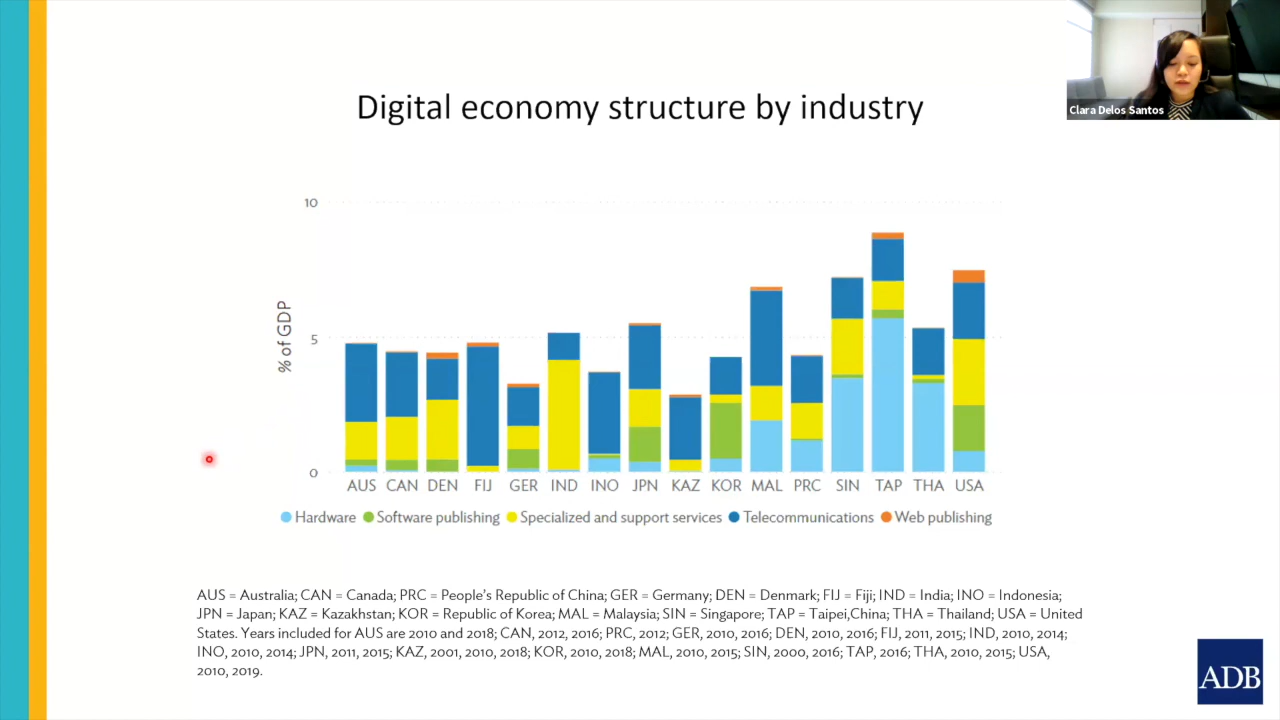 Clara Delos Santos
Digital economy structure by industry
% of GDP
10
5
0
AUS CAN DEN FIJ GER IND INO JPN KAZ KOR MAL PRC SIN TAP THA USA
Hardware Software publishing Specialized and support services Telecommunications Web publishing
AUS = Australia; CAN = Canada; PRC = People's Republic of China; GER = Germany; DEN = Denmark; FIJ = Fiji; IND = India; INO = Indonesia;
JPN = Japan; KAZ = Kazakhstan; KOR = Republic of Korea; MAL = Malaysia; SIN = Singapore; TAP = Taipei,China; THA = Thailand; USA = United
States. Years included for AUS are 2010 and 2018; CAN, 2012, 2016; PRC, 2012; GER, 2010, 2016; DEN, 2010, 2016; FIJ, 2011, 2015; IND, 2010, 2014;
INO, 2010, 2014; JPN, 2011, 2015; KAZ, 2001, 2010, 2018; KOR, 2010, 2018; MAL, 2010, 2015; SIN, 2000, 2016; TAP, 2016; THA, 2010, 2015; USA,
2010, 2019.
ADB